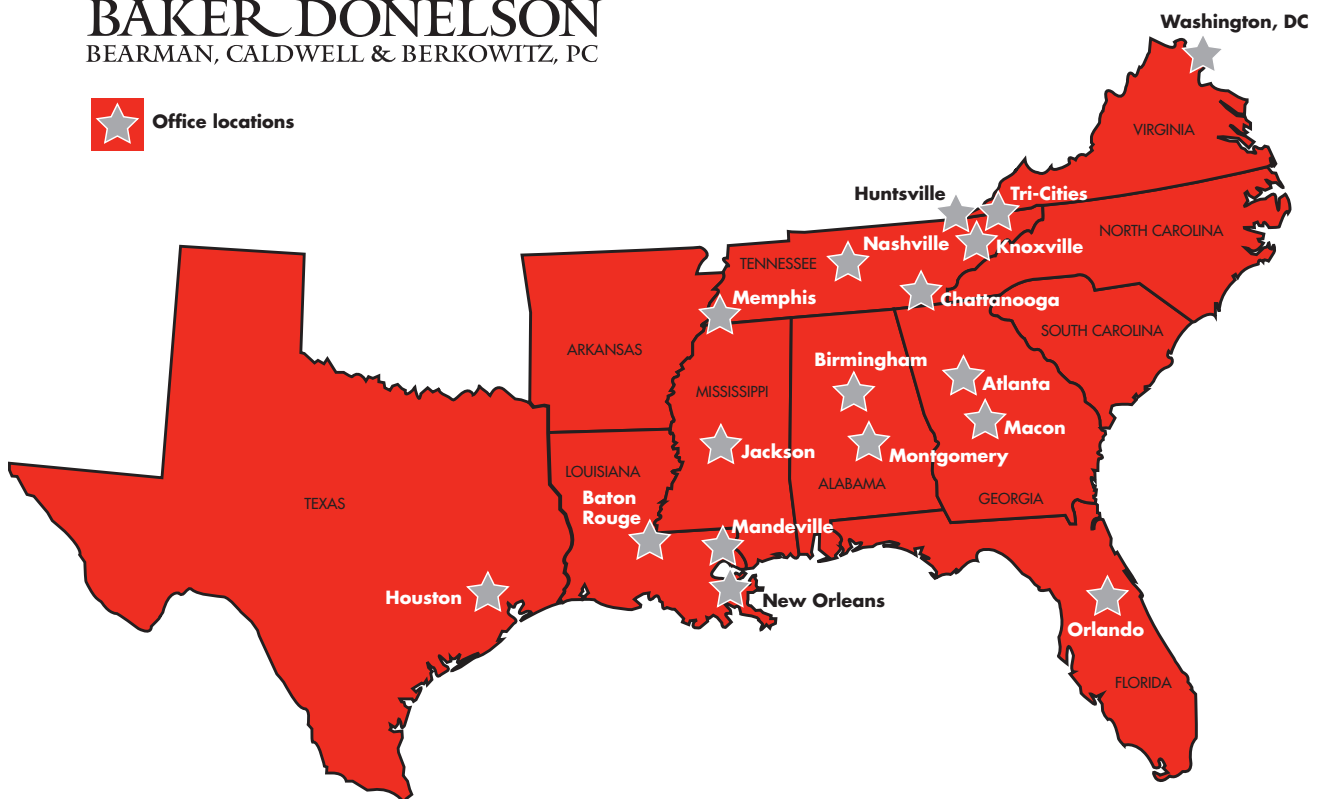 BAKER DONELSON
BEARMAN, CALDWELL & BERKOWITZ, PC
Office locations
Washington, DC
VIRGINIA
Huntsville
Tri-Cities
NORTH CAROLINA
Nashville
Knoxville
TENNESSEE
Memphis
Chattanooga
SOUTH CAROLINA
ARKANSAS
Birmingham
MISSISSIPPI
Atlanta
Macon
Jackson
Montgomery
LOUISIANA
ALABAMA
GEORGIA
TEXAS
Baton
Rouge
Mandeville
Houston
New Orleans
Orlando
FLORIDA